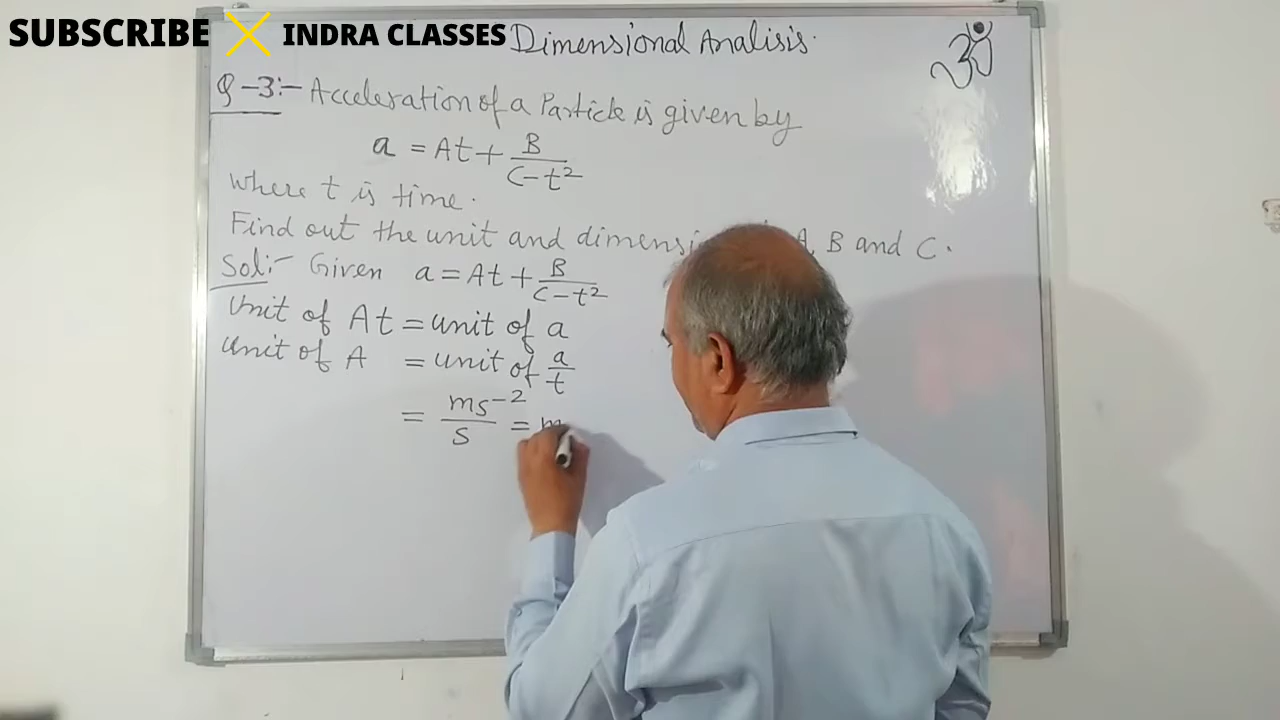 SUBSCRIBE INDRA CLASSES
Dimensional Analisis.
ॐ
Q-3:- Acceleration of a Particle is given by
a = At + B/(C-t²)
where t is time.
Find out the unit and dimensi A, B and C.
Sol:- Given a = At + B/(C-t²)
Unit of At = unit of a
unit of A = unit of a/t
= ms⁻²/s = m